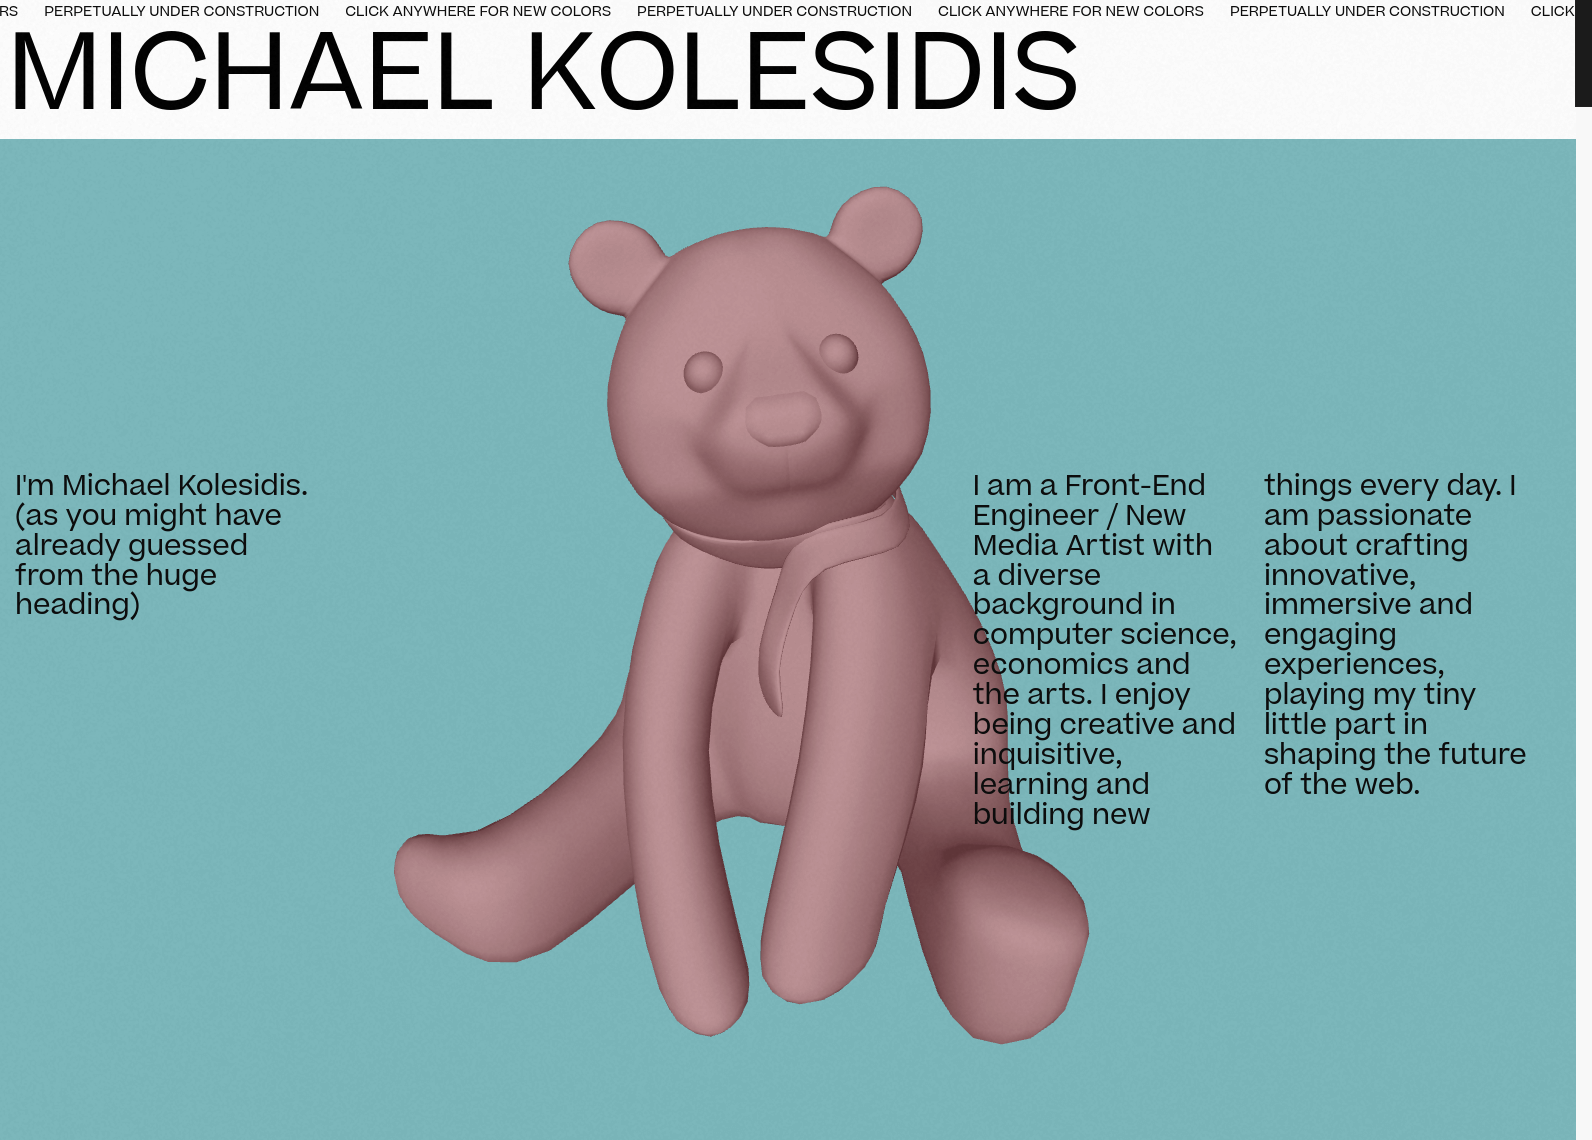 RS PERPETUALLY UNDER CONSTRUCTION CLICK ANYWHERE FOR NEW COLORS PERPETUALLY UNDER CONSTRUCTION CLICK ANYWHERE FOR NEW COLORS PERPETUALLY UNDER CONSTRUCTION CLICK
MICHAEL KOLESIDIS
I'm Michael Kolesidis.
(as you might have
already guessed
from the huge
heading)
I am a Front-End
Engineer / New
Media Artist with
a diverse
background in
computer science,
economics and
the arts. I enjoy
being creative and
inquisitive,
learning and
building new
things every day. I
am passionate
about crafting
innovative,
immersive and
engaging
experiences,
playing my tiny
little part in
shaping the future
of the web.